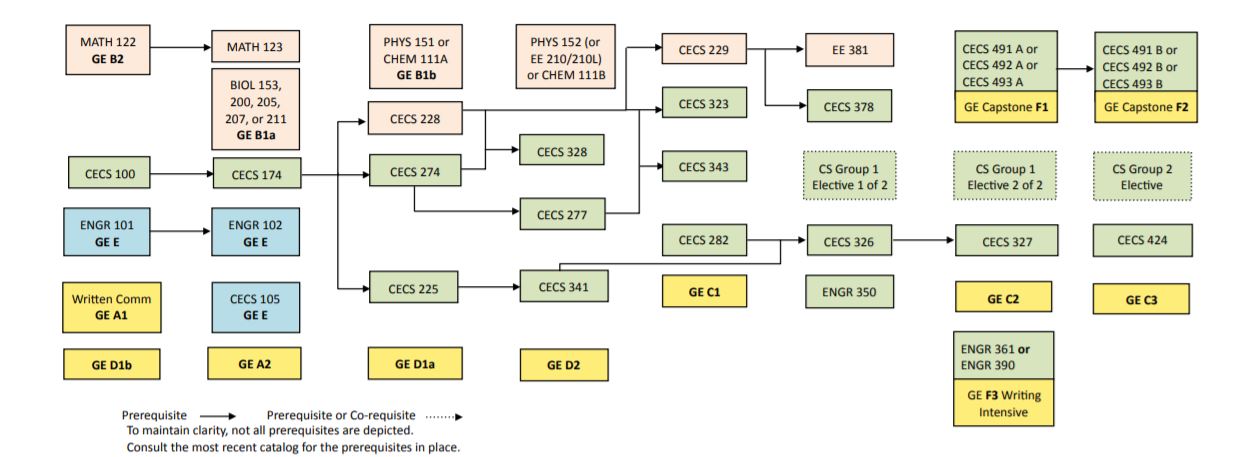 MATH 122
GE B2
MATH 123
BIOL 153,
200, 205,
207, or 211
GE B1a
PHYS 151 or
CHEM 111A
GE B1b
PHYS 152 (or
EE 210/210L)
or CHEM 111B
CECS 229
EE 381
CECS 491 A or
CECS 492 A or
CECS 493 A
GE Capstone F1
CECS 491 B or
CECS 492 B or
CECS 493 B
GE Capstone F2
CECS 228
CECS 323
CECS 378
CECS 100
CECS 174
CECS 274
CECS 328
CECS 343
CS Group 1
Elective 1 of 2
CS Group 1
Elective 2 of 2
CS Group 2
Elective
ENGR 101
GE E
ENGR 102
GE E
CECS 277
CECS 282
CECS 326
CECS 327
CECS 424
Written Comm
GE A1
CECS 105
GE E
CECS 225
CECS 341
GE C1
ENGR 350
GE C2
GE C3
GE D1b
GE A2
GE D1a
GE D2
ENGR 361 or
ENGR 390
GE F3 Writing
Intensive
Prerequisite
Prerequisite or Co-requisite
To maintain clarity, not all prerequisites are depicted.
Consult the most recent catalog for the prerequisites in place.